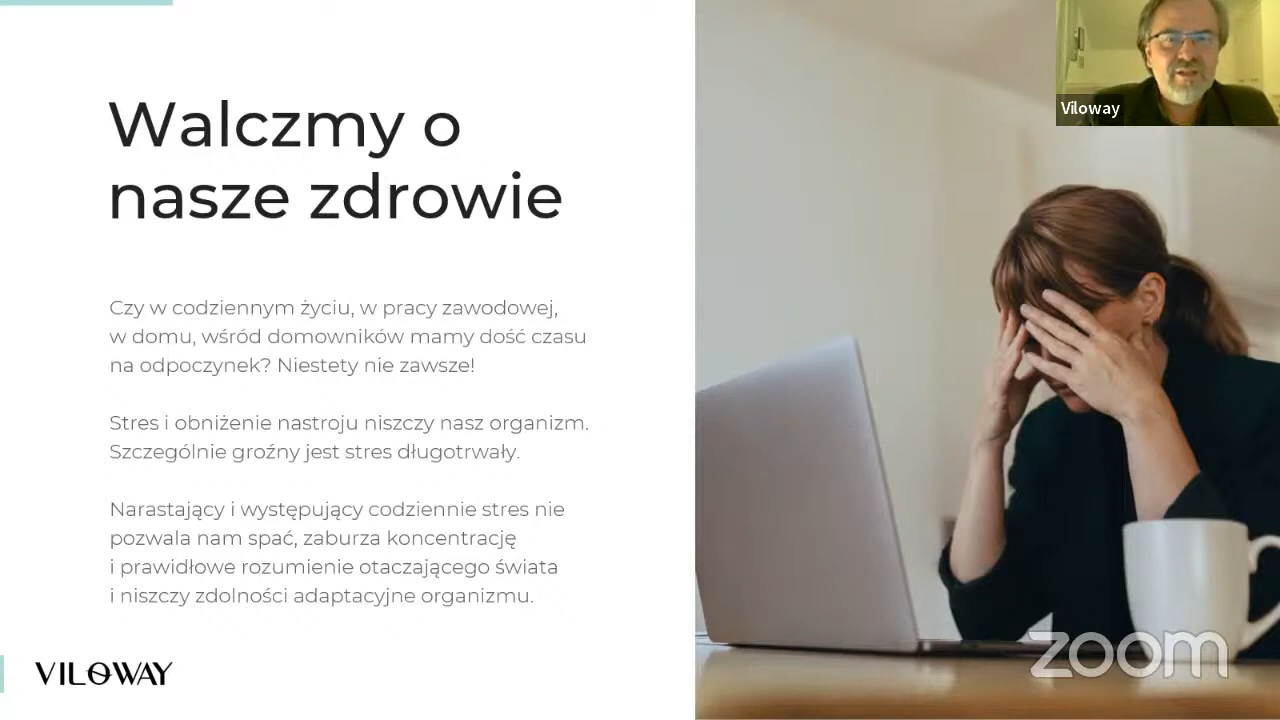 Walczmy o
nasze zdrowie
Czy w codziennym życiu, w pracy zawodowej,
w domu, wśród domowników mamy dość czasu
na odpoczynek? Niestety nie zawsze!
Stres i obniżenie nastroju niszczy nasz organizm.
Szczególnie groźny jest stres długotrwały.
Narastający i występujący codziennie stres nie
pozwala nam spać, zaburza koncentrację
i prawidłowe rozumienie otaczającego świata
i niszczy zdolności adaptacyjne organizmu.
VILOWAY
Viloway
zoom